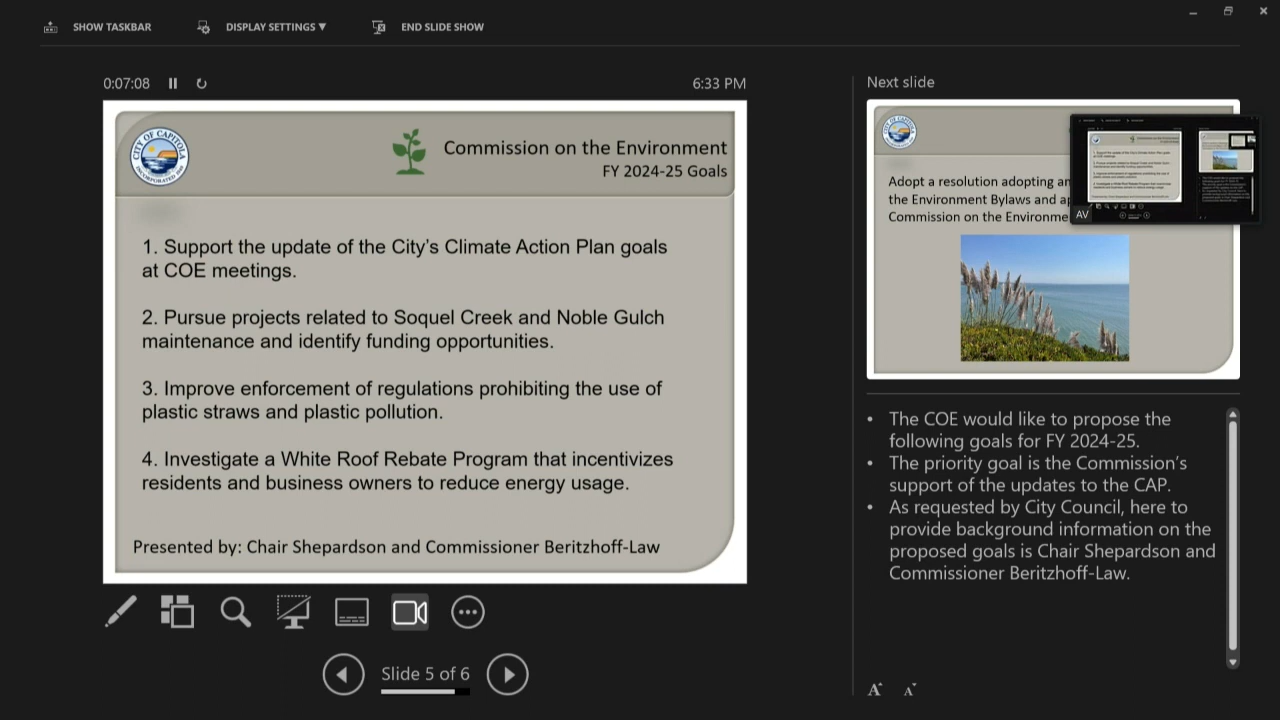 SHOW TASKBAR
DISPLAY SETTINGS ▼
END SLIDE SHOW
0:07:08
6:33 PM
CITY OF CAPITOLA
INCORPORATED
Commission on the Environment
FY 2024-25 Goals
1. Support the update of the City’s Climate Action Plan goals
at COE meetings.
2. Pursue projects related to Soquel Creek and Noble Gulch
maintenance and identify funding opportunities.
3. Improve enforcement of regulations prohibiting the use of
plastic straws and plastic pollution.
4. Investigate a White Roof Rebate Program that incentivizes
residents and business owners to reduce energy usage.
Presented by: Chair Shepardson and Commissioner Beritzhoff-Law
Slide 5 of 6
Next slide
Adopt a resolution adopting
the Environment Bylaws and
Commission on the
AV
• The COE would like to propose the
following goals for FY 2024-25.
• The priority goal is the Commission’s
support of the updates to the CAP.
• As requested by City Council, here to
provide background information on the
proposed goals is Chair Shepardson and
Commissioner Beritzhoff-Law.
A A